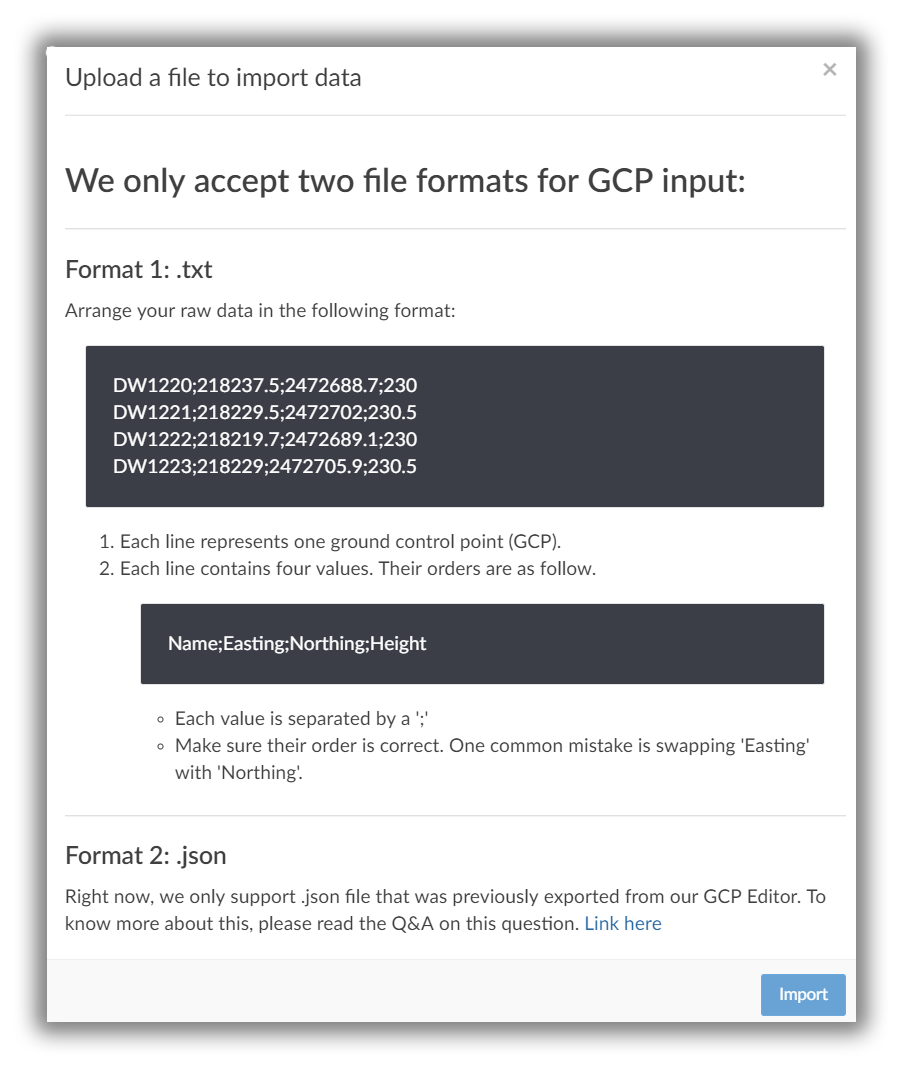 Upload a file to import data
×
We only accept two file formats for GCP input:
Format 1: .txt
Arrange your raw data in the following format:
DW1220;218237.5;2472688.7;230
DW1221;218229.5;2472702;230.5
DW1222;218219.7;2472689.1;230
DW1223;218229;2472705.9;230.5
1. Each line represents one ground control point (GCP).
2. Each line contains four values. Their orders are as follow.
Name;Easting;Northing;Height
◦ Each value is separated by a ';'
◦ Make sure their order is correct. One common mistake is swapping 'Easting'
with 'Northing'.
Format 2: .json
Right now, we only support .json file that was previously exported from our GCP Editor. To
know more about this, please read the Q&A on this question. Link here
Import